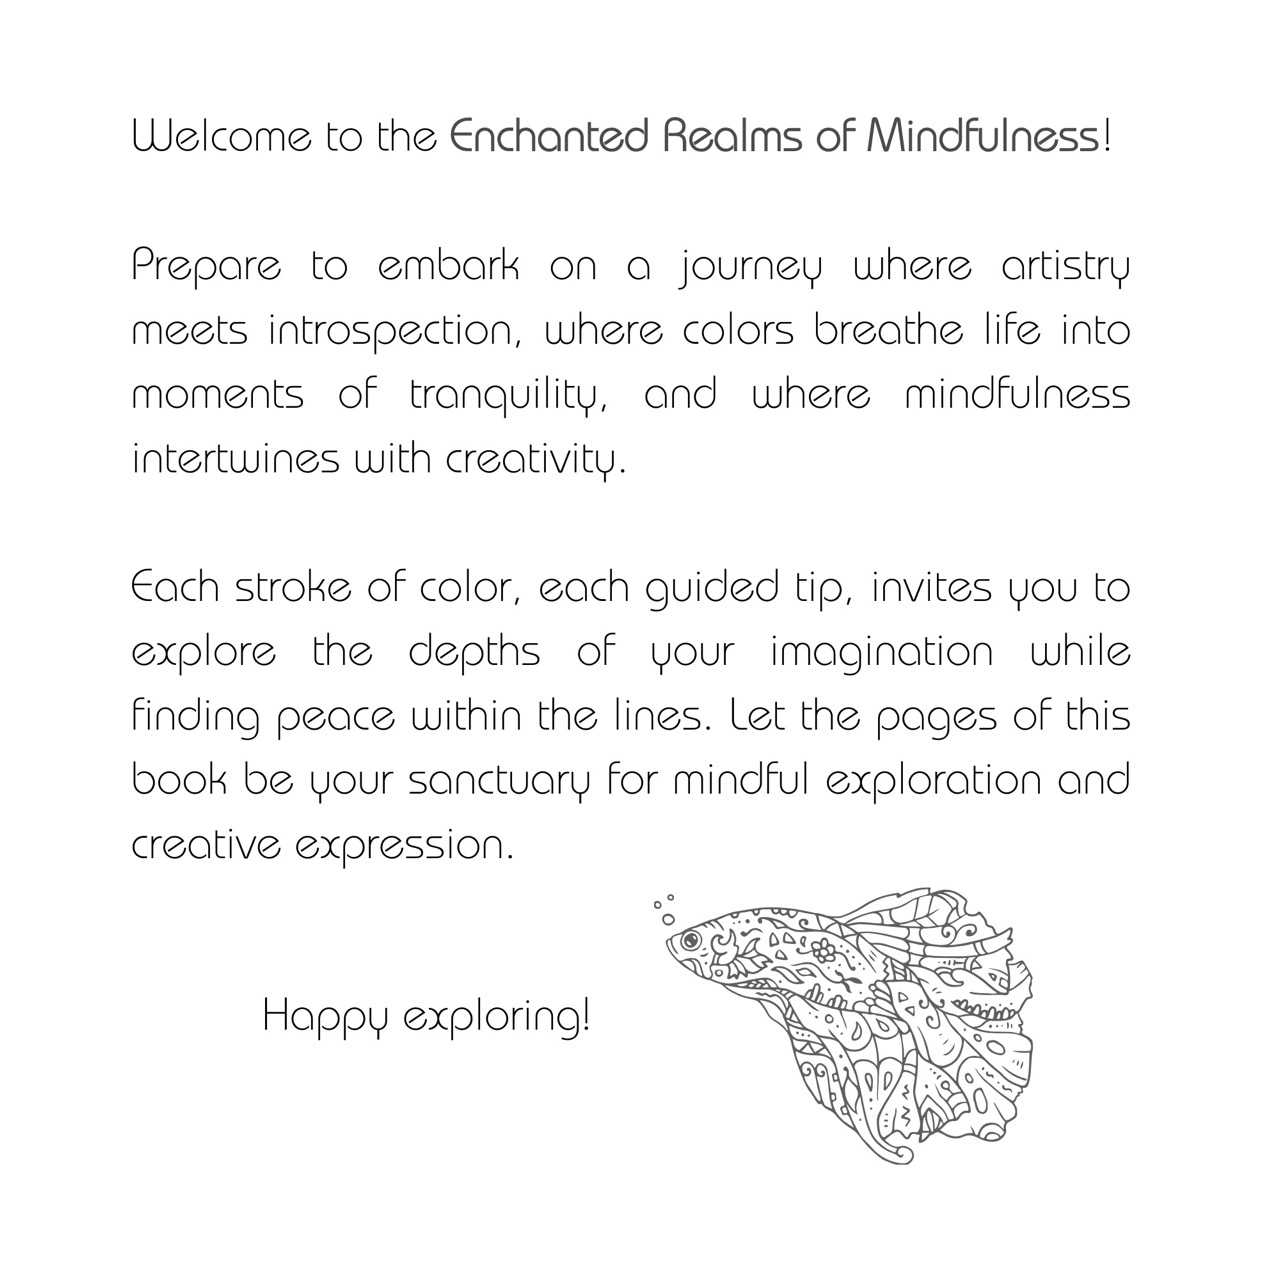 Welcome to the Enchanted Realms of Mindfulness!
Prepare to embark on a journey where artistry
meets introspection, where colors breathe life into
moments of tranquility, and where mindfulness
intertwines with creativity.
Each stroke of color, each guided tip, invites you to
explore the depths of your imagination while
finding peace within the lines. Let the pages of this
book be your sanctuary for mindful exploration and
creative expression.
Happy exploring!